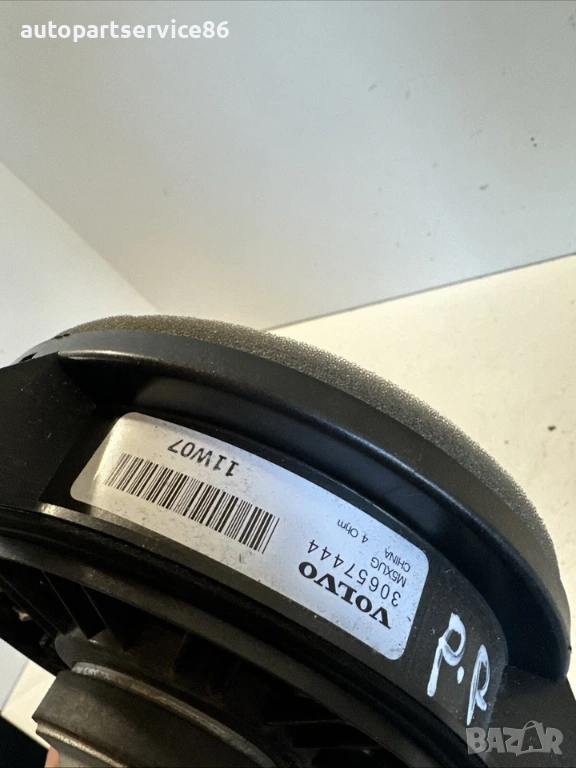 autopartservice86
VOLVO
30657444
M5XUG
CHINA
4 Ohm
11W07
P.P
BAZAR